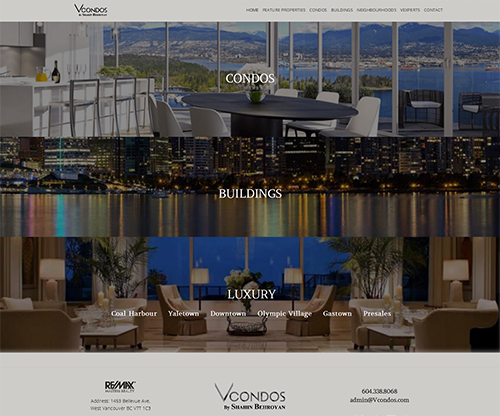 VCONDOS
By SHAHIN BEHROYAN
HOME FEATURE PROPERTIES CONDOS BUILDINGS NEIGHBOURHOODS VEXPERTS CONTACT
CONDOS
BUILDINGS
LUXURY
Coal Harbour Yaletown Downtown Olympic Village Gastown Presales
RE/MAX
MASTERS REALTY
Address: 1453 Bellevue Ave,
West Vancouver BC V7T 1C3
VCONDOS
By SHAHIN BEHROYAN
604.338.8068
admin@Vcondos.com